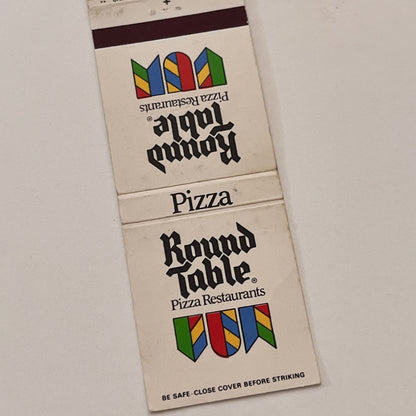 Pizza Restaurants
Round
Table®
Pizza
Round
Table®
Pizza Restaurants
BE SAFE-CLOSE COVER BEFORE STRIKING